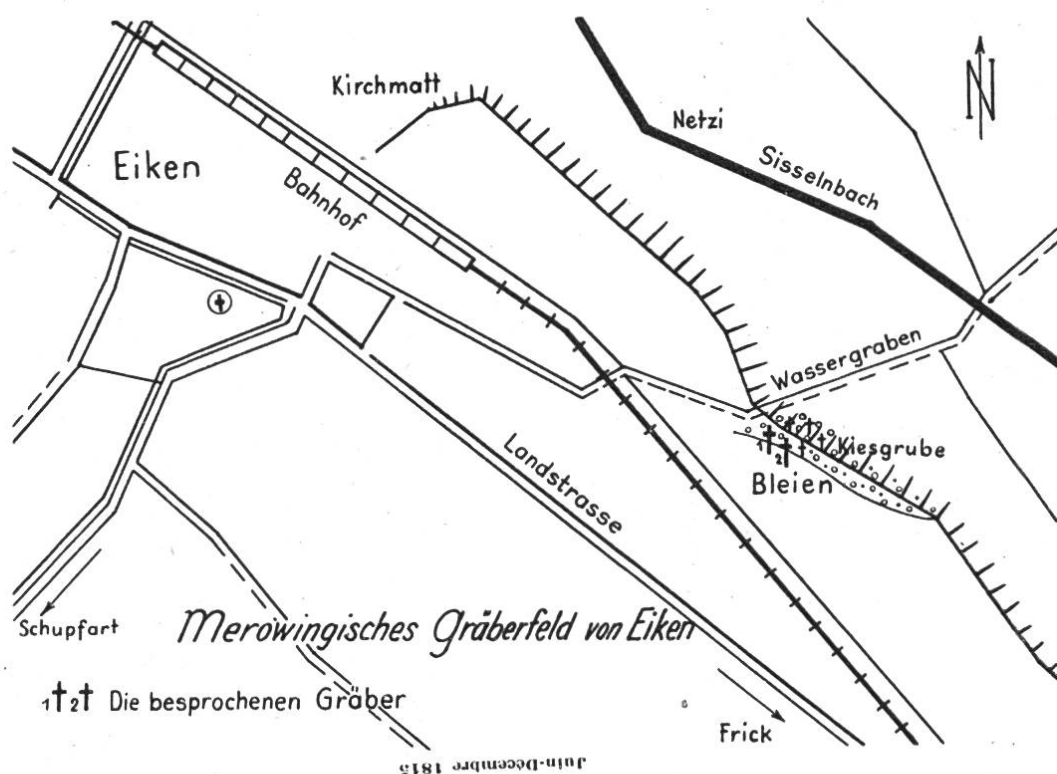 Kirchmatt
N
Netzi
Sisselnbach
Eiken
Bahnhof
Wassergraben
1 2 Kiesgrube
Bleien
Landstrasse
Schupfart
Merowingisches Gräberfeld von Eiken
1†2† Die besprochenen Gräber
Frick
Juin-Décembre 1815